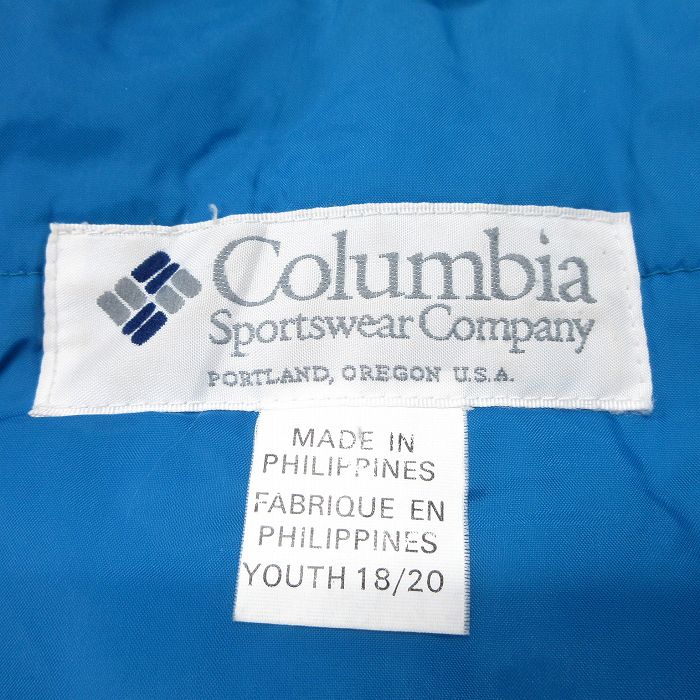 Columbia
Sportswear Company
PORTLAND, OREGON U.S.A.
MADE IN
PHILIPPINES
FABRIQUE EN
PHILIPPINES
YOUTH 18/20